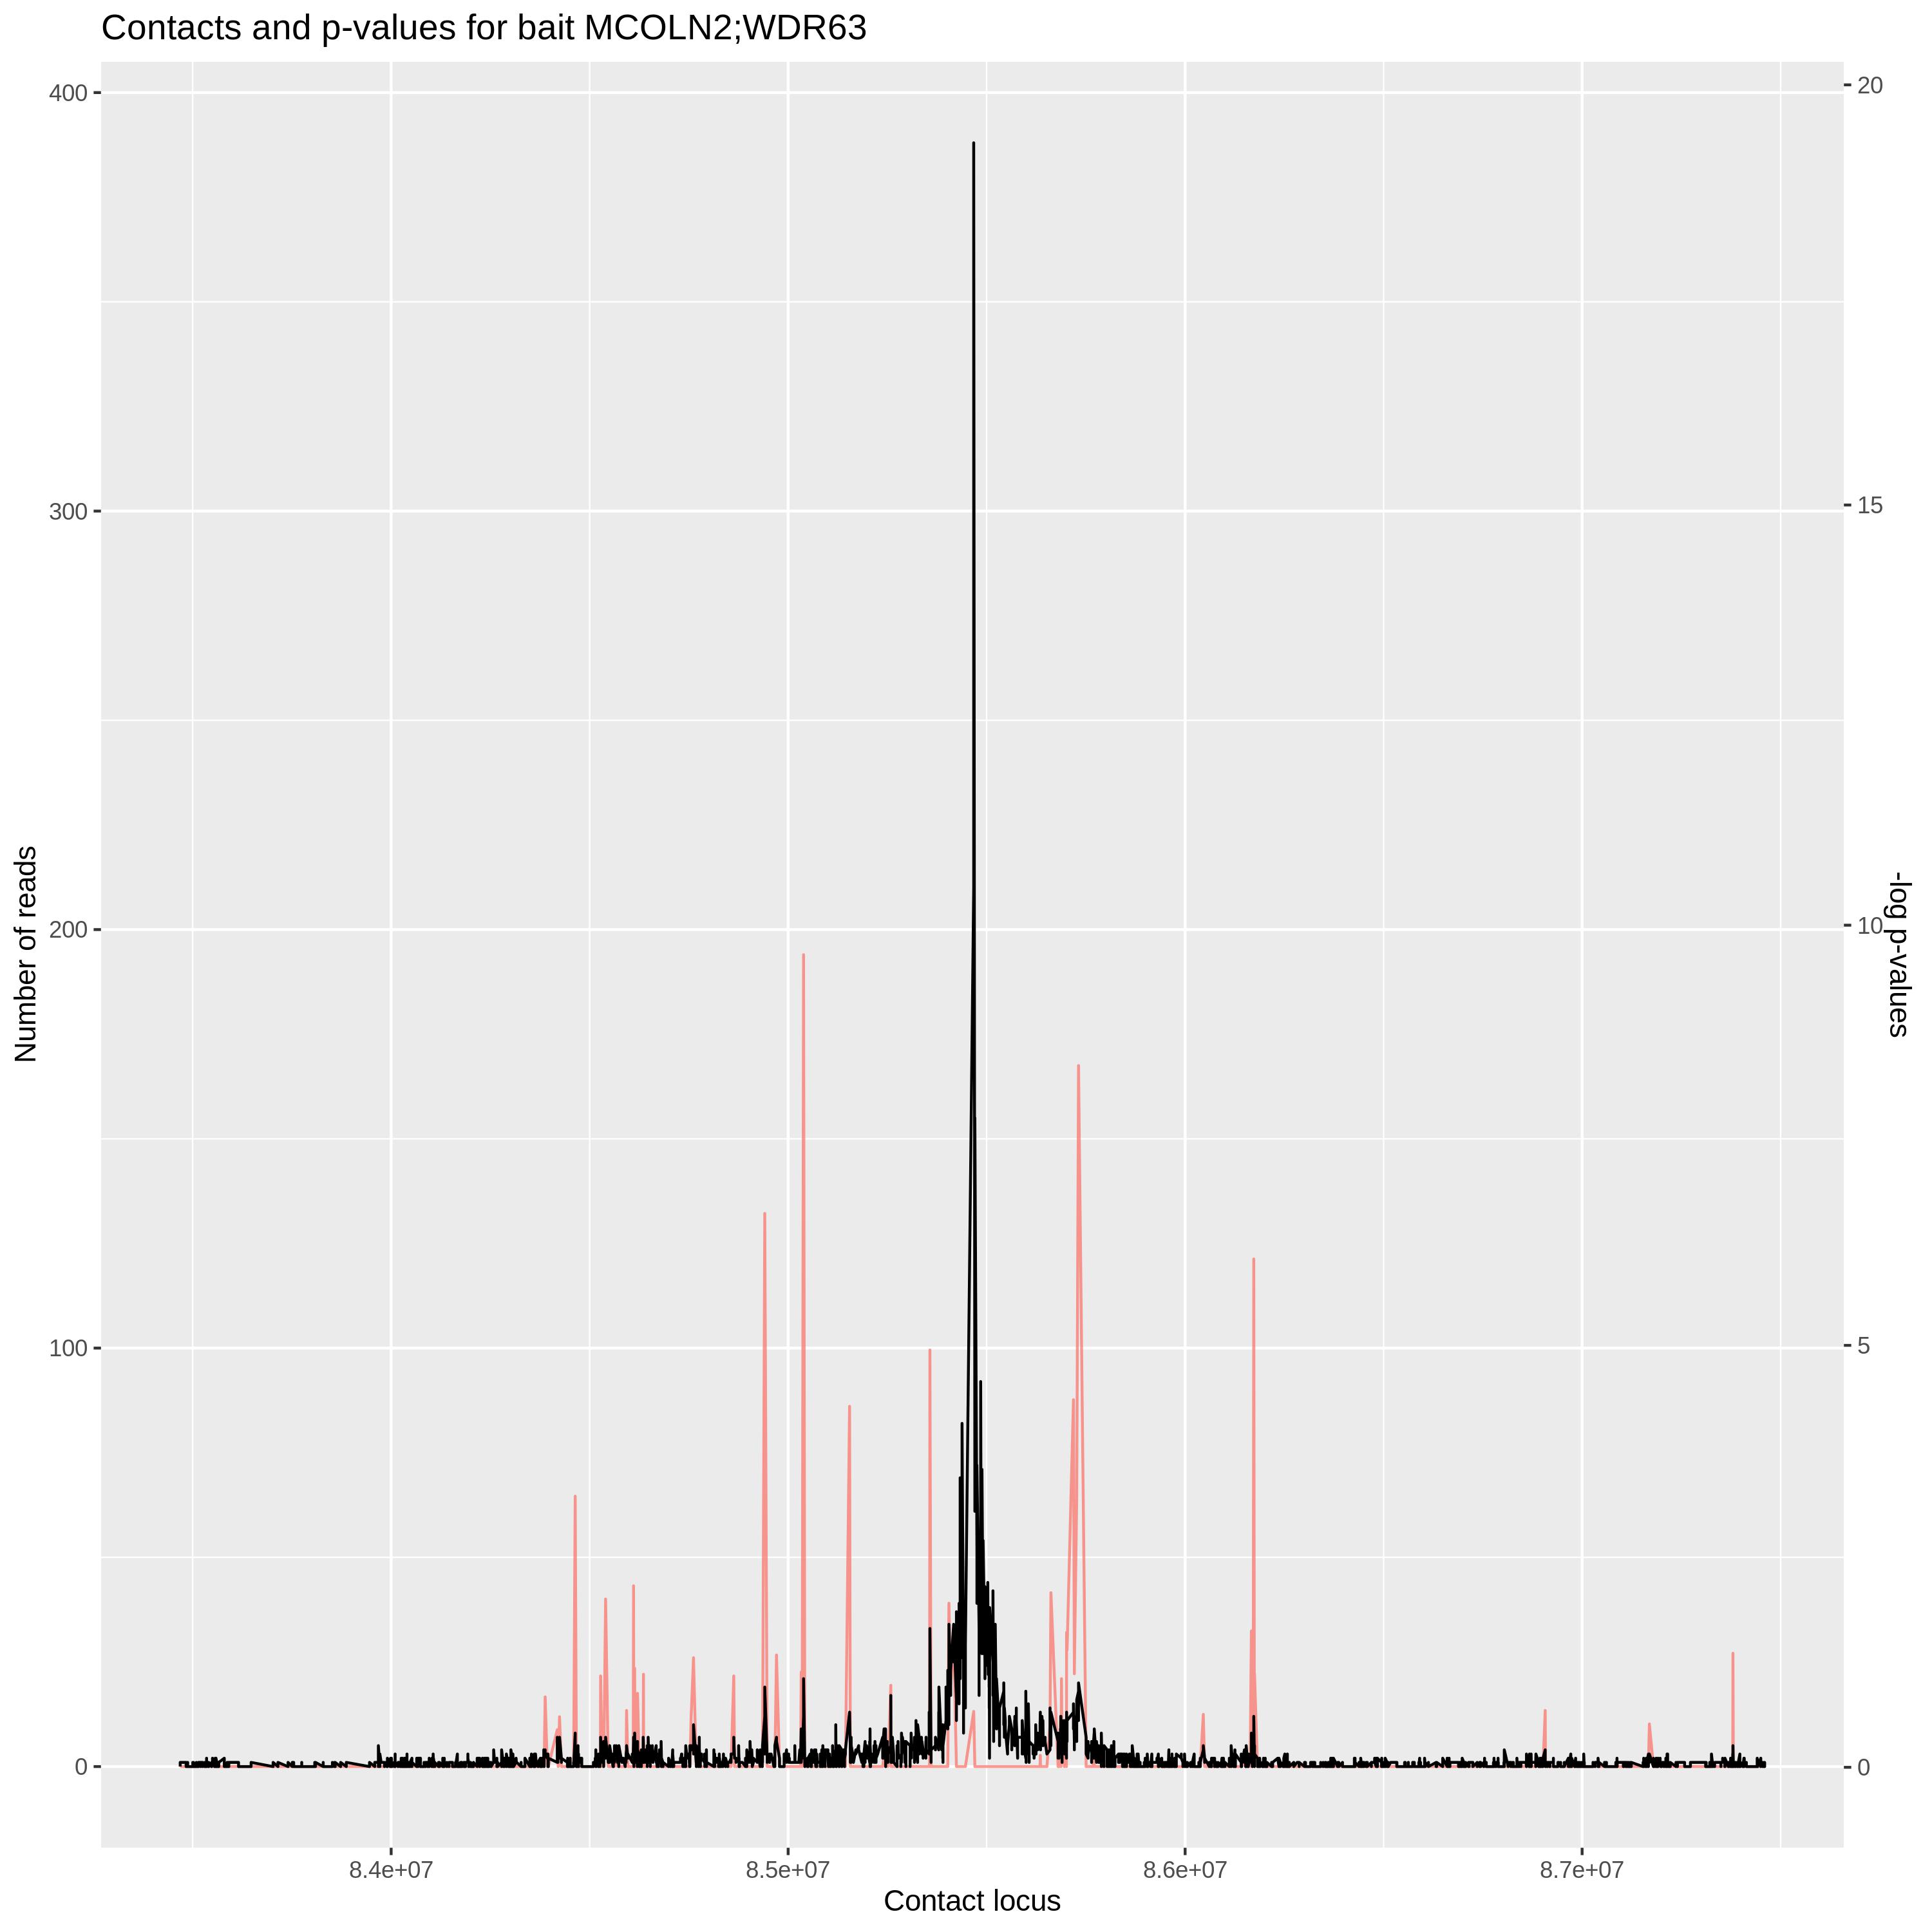 Contacts and p-values for bait MCOLN2;WDR63
400
300
200
100
0
Number of reads
20
15
10
5
0
-log p-values
8.4e+07
8.5e+07
8.6e+07
8.7e+07
Contact locus